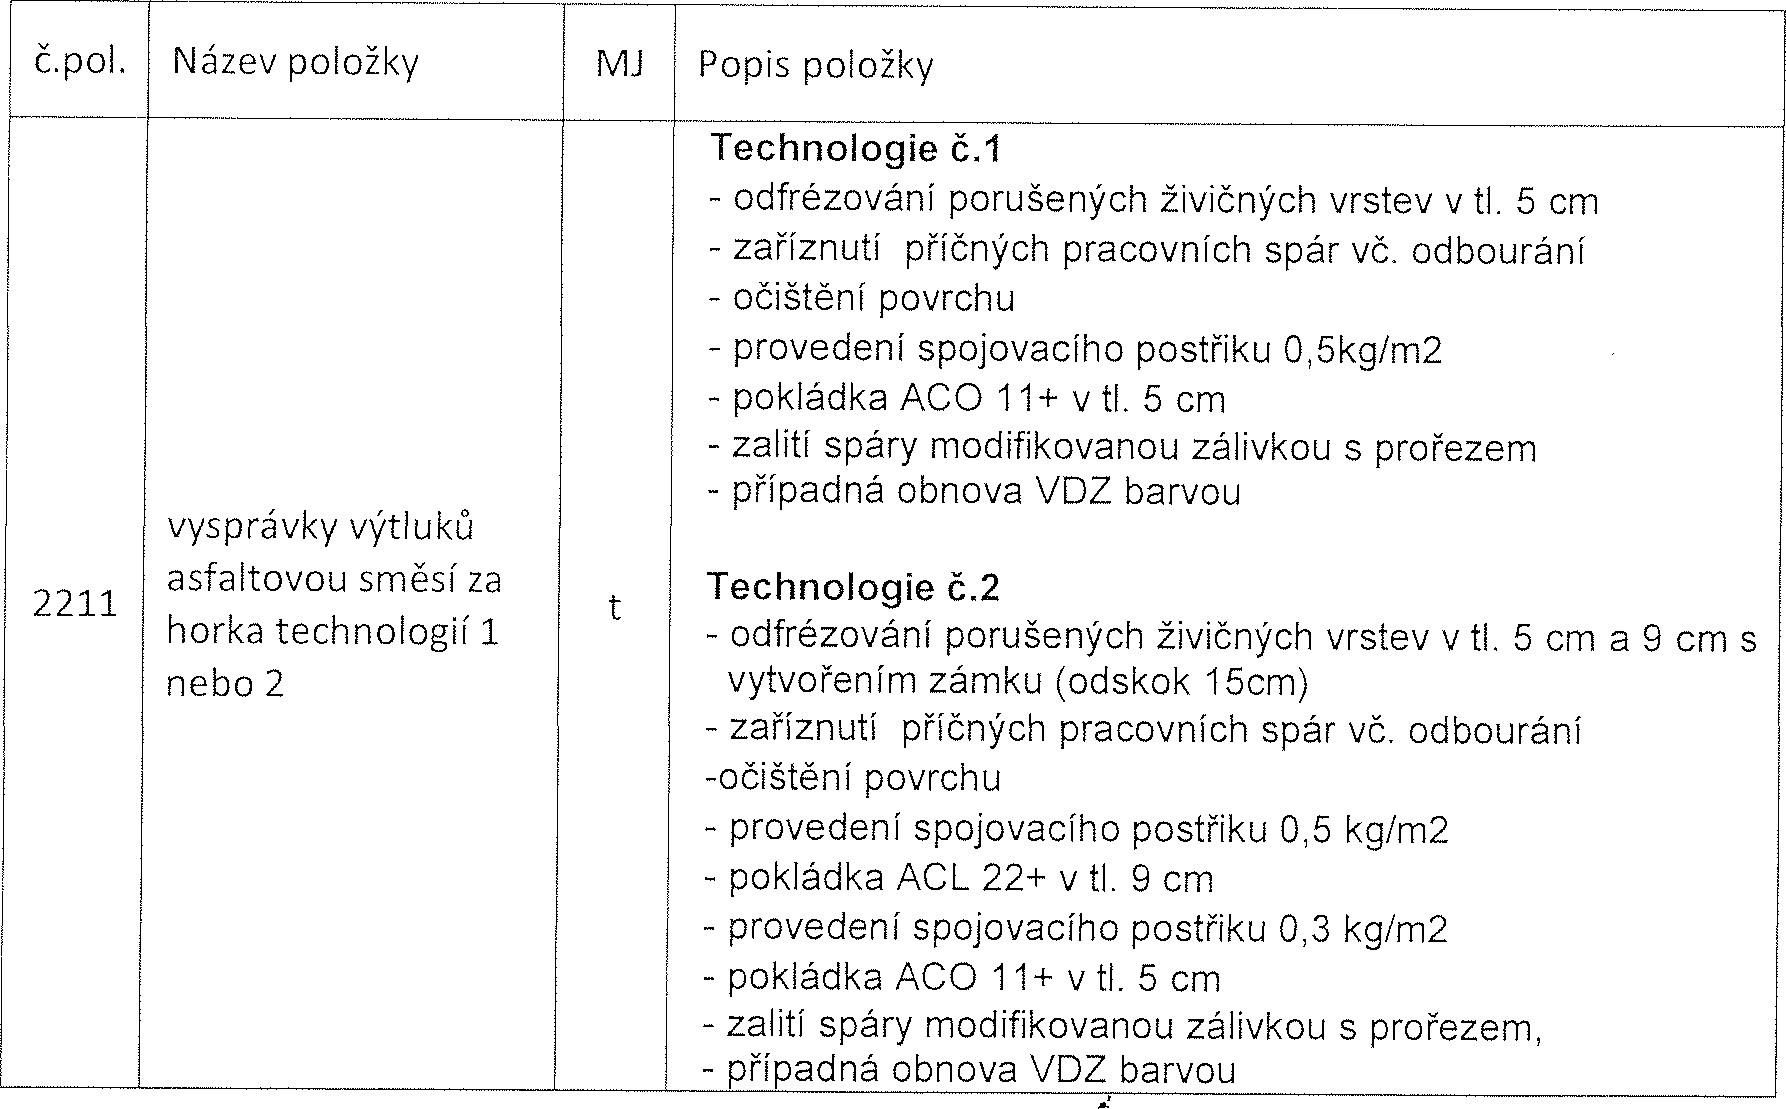 č.pol. Název položky MJ Popis položky
Technologie č.1
- odfrézování porušených živičných vrstev v tl. 5 cm
- zaříznutí příčných pracovních spár vč. odbourání
- očištění povrchu
- provedení spojovacího postřiku 0,5kg/m2
- pokládka ACO 11+ v tl. 5 cm
- zalití spáry modifikovanou zálivkou s prořezem
- případná obnova VDZ barvou
2211
vysprávky výtluků
asfaltovou směsí za
horka technologií 1
nebo 2
t
Technologie č.2
- odfrézování porušených živičných vrstev v tl. 5 cm a 9 cm s
vytvořením zámku (odskok 15cm)
- zaříznutí příčných pracovních spár vč. odbourání
-očištění povrchu
- provedení spojovacího postřiku 0,5 kg/m2
- pokládka ACL 22+ v tl. 9 cm
- provedení spojovacího postřiku 0,3 kg/m2
- pokládka ACO 11+ v tl. 5 cm
- zalití spáry modifikovanou zálivkou s prořezem,
- případná obnova VDZ barvou